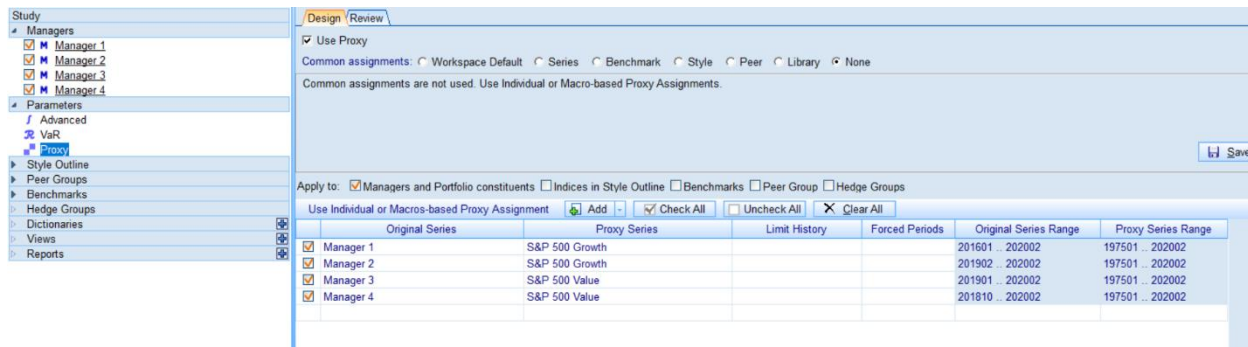 Study
Managers
M Manager 1
M Manager 2
M Manager 3
M Manager 4
Parameters
Advanced
VaR
Proxy
Style Outline
Peer Groups
Benchmarks
Hedge Groups
Dictionaries
Views
Reports
Design Review
Use Proxy
Common assignments: Workspace Default Series Benchmark Style Peer Library None
Common assignments are not used. Use Individual or Macro-based Proxy Assignments.
Save
Apply to: Managers and Portfolio constituents Indices in Style Outline Benchmarks Peer Group Hedge Groups
Use Individual or Macros-based Proxy Assignment Add Check All Uncheck All Clear All
Original Series Proxy Series Limit History Forced Periods Original Series Range Proxy Series Range
Manager 1 S&P 500 Growth 201601 .. 202002 197501 .. 202002
Manager 2 S&P 500 Growth 201902 .. 202002 197501 .. 202002
Manager 3 S&P 500 Value 201901 .. 202002 197501 .. 202002
Manager 4 S&P 500 Value 201810 .. 202002 197501 .. 202002